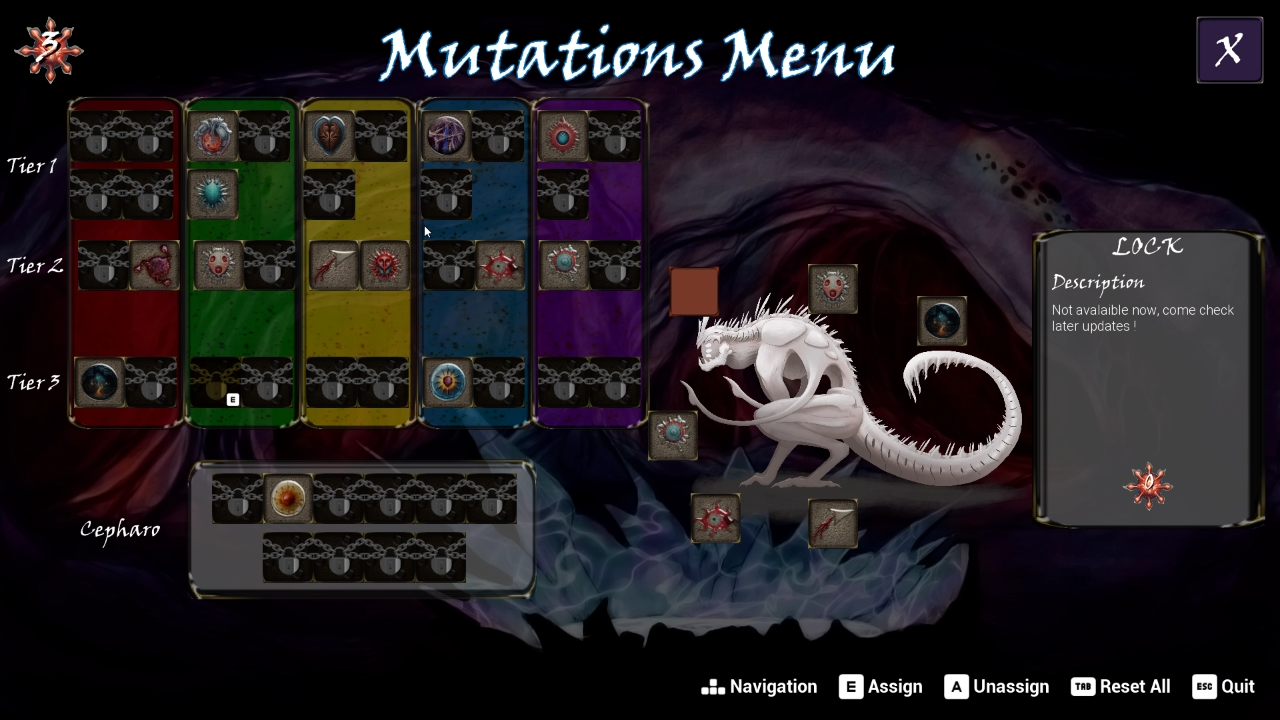 3
Mutations Menu
X
Tier 1
Tier 2
Tier 3
E
Cepharo
LOCK
Description
Not avalaible now, come check
later updates !
0
Navigation
E Assign
A Unassign
TAB Reset All
ESC Quit